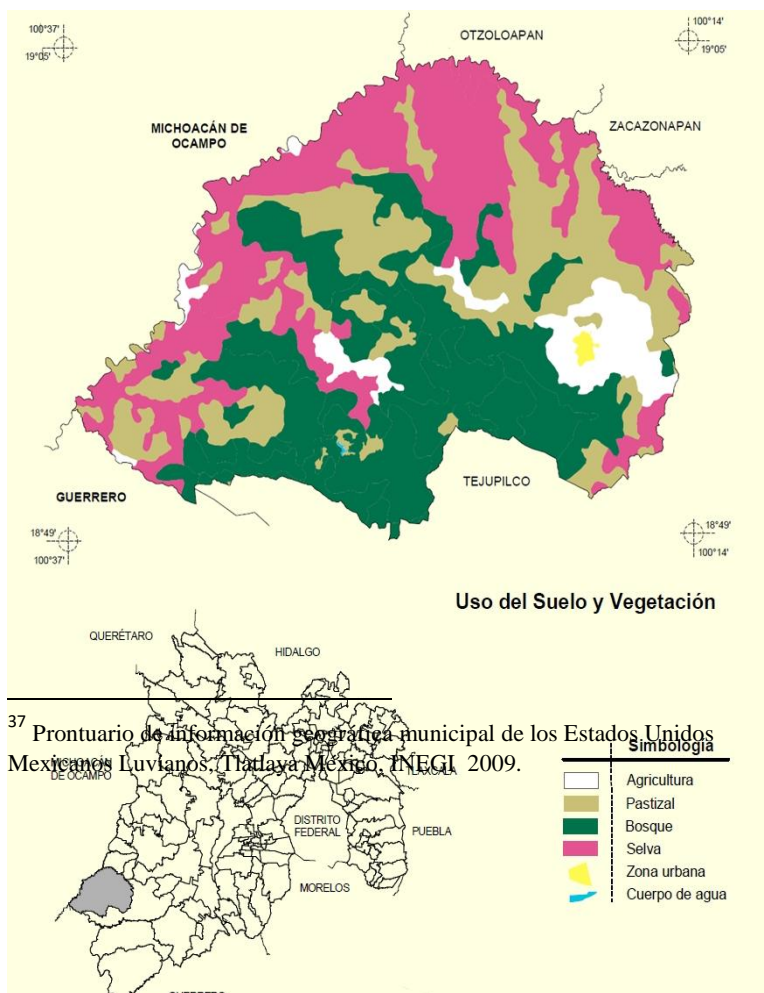 100°37'
19°05'
OTZOLOAPAN
100°14'
19°05'
MICHOACÁN DE
OCAMPO
ZACAZONAPAN
GUERRERO
TEJUPILCO
18°49'
100°37'
18°49'
100°14'
Uso del Suelo y Vegetación
QUERÉTARO
HIDALGO
37 Prontuario de información geográfica municipal de los Estados Unidos
Mexicanos Luvianos, Tlatlaya México, INEGI 2009.
MICHOACÁN
DE OCAMPO
TLAXCALA
DISTRITO
FEDERAL
PUEBLA
MORELOS
GUERRERO
Simbología
Agricultura
Pastizal
Bosque
Selva
Zona urbana
Cuerpo de agua